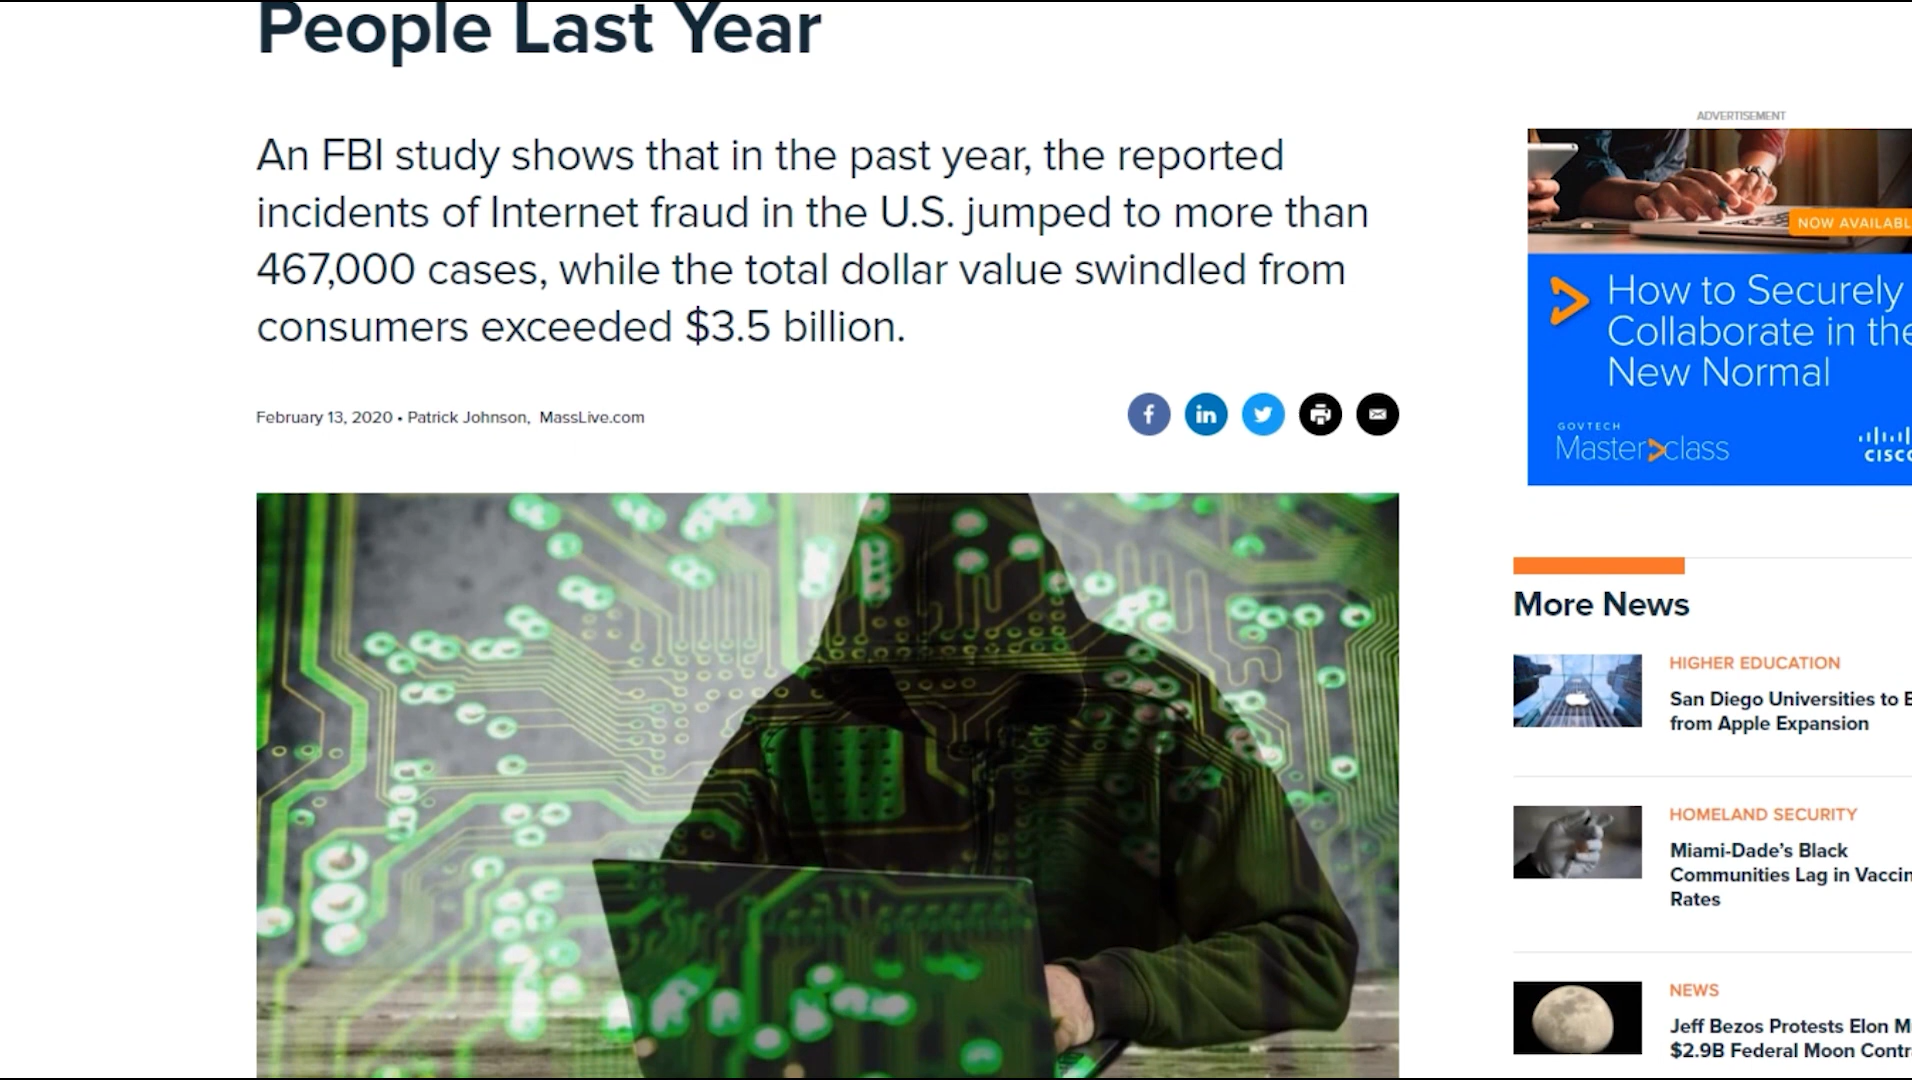 People Last Year
An FBI study shows that in the past year, the reported
incidents of Internet fraud in the U.S. jumped to more than
467,000 cases, while the total dollar value swindled from
consumers exceeded $3.5 billion.
February 13, 2020 • Patrick Johnson, MassLive.com
ADVERTISEMENT
NOW AVAILABL
How to Securely
Collaborate in the
New Normal
GOVTECH
Masterclass
CISCO
More News
HIGHER EDUCATION
San Diego Universities to
from Apple Expansion
HOMELAND SECURITY
Miami-Dade's Black
Communities Lag in Vaccin
Rates
NEWS
Jeff Bezos Protests Elon M
$2.9B Federal Moon Contr